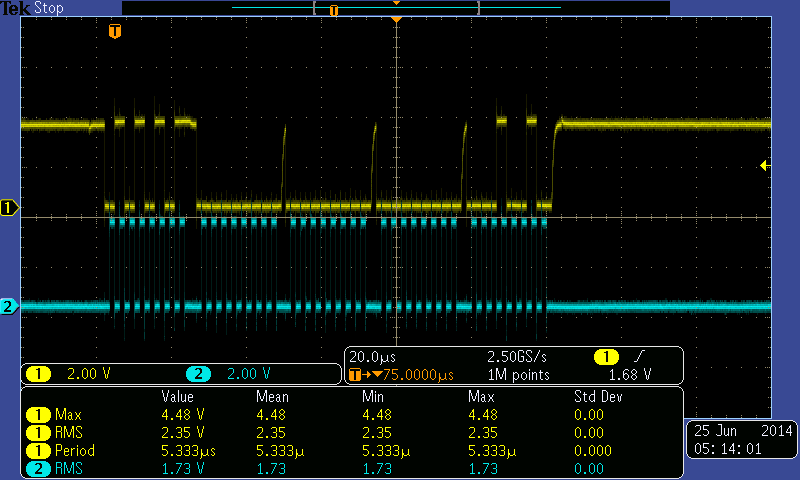 Tek Stop
T
T
1
2
1 2.00 V 2 2.00 V
20.0µs 2.50GS/s 1
T→▼75.0000µs 1M points 1.68 V
Value Mean Min Max Std Dev
1 Max 4.48 V 4.48 4.48 4.48 0.00
1 RMS 2.35 V 2.35 2.35 2.35 0.00
1 Period 5.333µs 5.333µ 5.333µ 5.333µ 0.000
2 RMS 1.73 V 1.73 1.73 1.73 0.00
25 Jun 2014
05:14:01